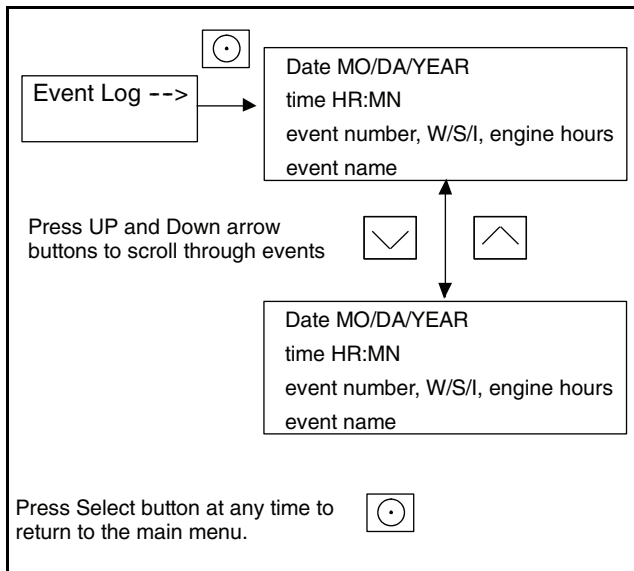 Event Log -->
Date MO/DA/YEAR
time HR:MN
event number, W/S/I, engine hours
event name
Press UP and Down arrow
buttons to scroll through events
Date MO/DA/YEAR
time HR:MN
event number, W/S/I, engine hours
event name
Press Select button at any time to
return to the main menu.